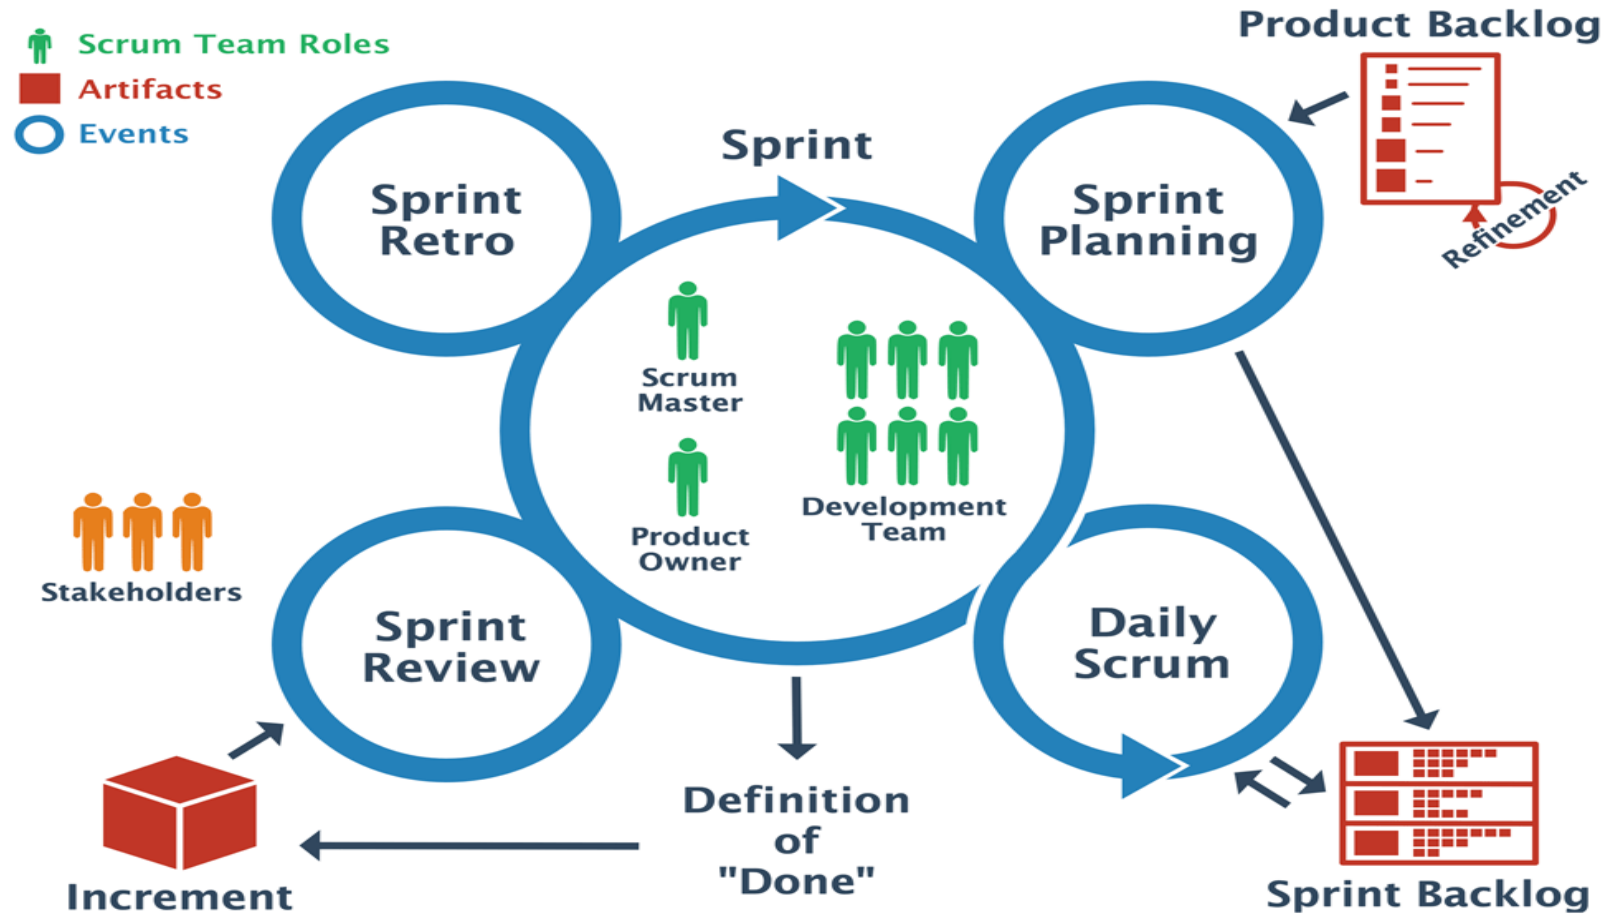 Scrum Team Roles
Artifacts
Events
Product Backlog
Refinement
Sprint
Sprint
Retro
Sprint
Planning
Scrum
Master
Product
Owner
Development
Team
Stakeholders
Sprint
Review
Daily
Scrum
Definition
of
"Done"
Increment
Sprint Backlog